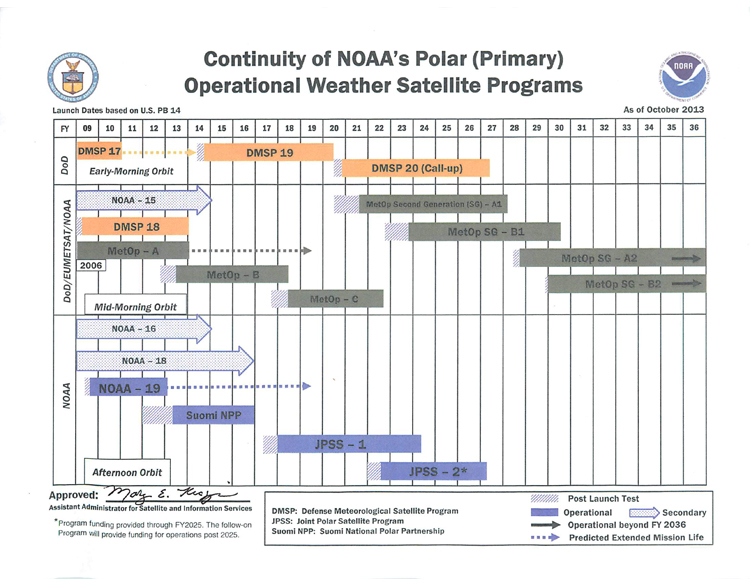 Continuity of NOAA's Polar (Primary)
Operational Weather Satellite Programs
NOAA
Launch Dates based on U.S. PB 14
As of October 2013
FY 09 10 11 12 13 14 15 16 17 18 19 20 21 22 23 24 25 26 27 28 29 30 31 32 33 34 35 36
DoD
DMSP 17
DMSP 19
DMSP 20 (Call-up)
Early-Morning Orbit
DoD/EUMETSAT/NOAA
NOAA – 15
MetOp Second Generation (SG) – A1
DMSP 18
MetOp SG – B1
MetOp – A
MetOp SG – A2
2006
MetOp – B
MetOp SG – B2
MetOp – C
Mid-Morning Orbit
NOAA
NOAA – 16
NOAA – 18
NOAA – 19
Suomi NPP
JPSS – 1
JPSS – 2*
Afternoon Orbit
Approved:
Assistant Administrator for Satellite and Information Services
*Program funding provided through FY2025. The follow-on
Program will provide funding for operations post 2025.
DMSP: Defense Meteorological Satellite Program
JPSS: Joint Polar Satellite Program
Suomi NPP: Suomi National Polar Partnership
Post Launch Test
Operational
Secondary
Operational beyond FY 2036
Predicted Extended Mission Life